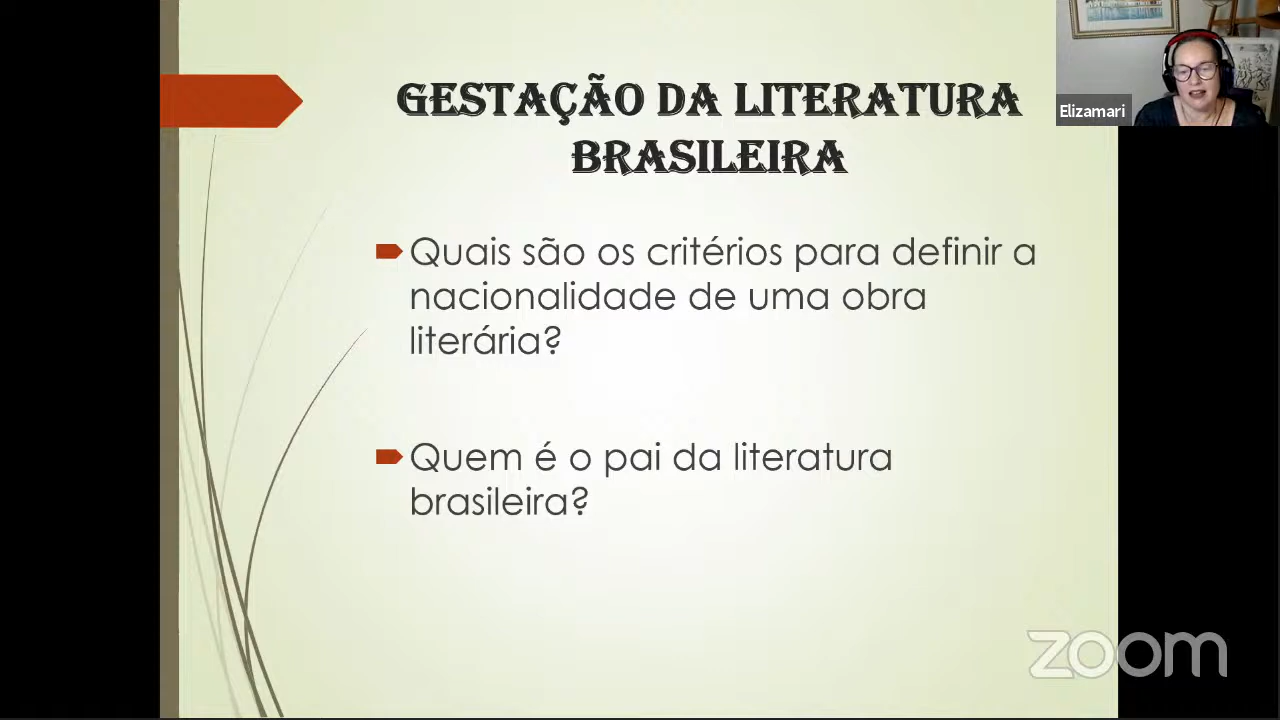 GESTAÇÃO DA LITERATURA
BRASILEIRA
Elizamari
Quais são os critérios para definir a
nacionalidade de uma obra
literária?
Quem é o pai da literatura
brasileira?
zoom